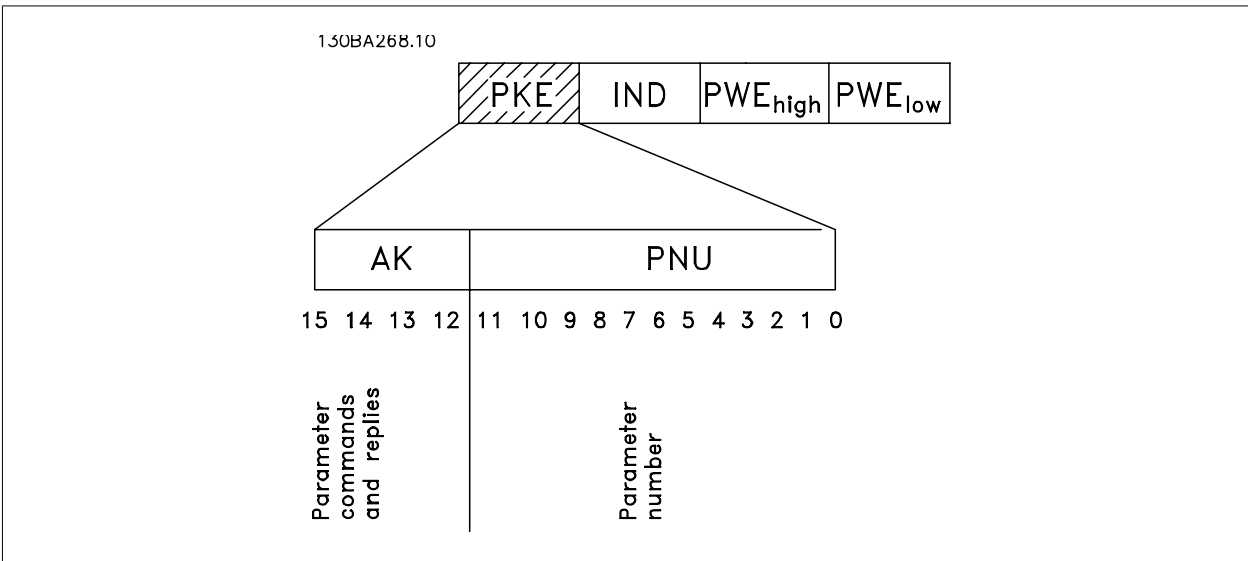 130BA268.10
PKE IND PWEhigh PWElow
AK PNU
15 14 13 12 11 10 9 8 7 6 5 4 3 2 1 0
Parameter
commands
and replies
Parameter
number